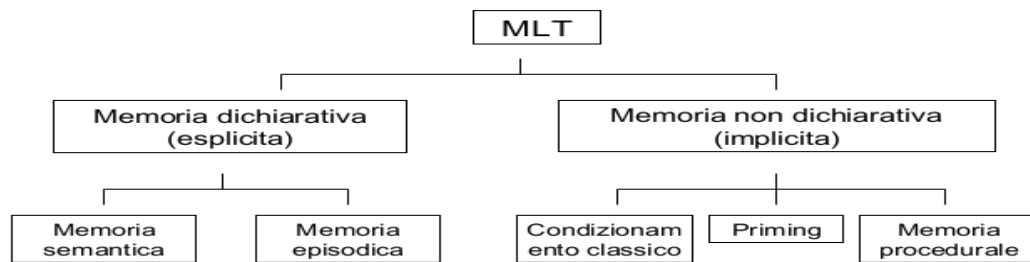 MLT
Memoria dichiarativa
(esplicita)
Memoria non dichiarativa
(implicita)
Memoria
semantica
Memoria
episodica
Condizionam
ento classico
Priming
Memoria
procedurale